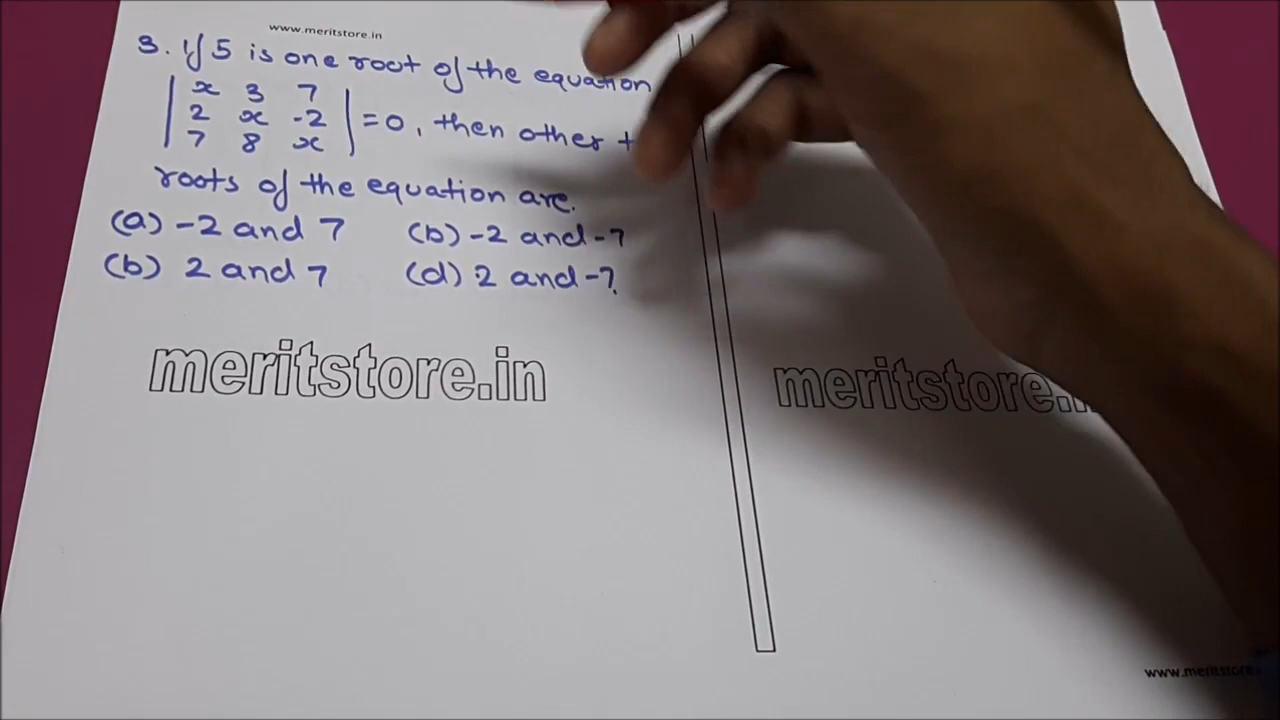 www.meritstore.in
3. If 5 is one root of the equation
| x 3 7 |
| 2 x -2 | = 0, then other
| 7 8 x |
roots of the equation are.
(a) -2 and 7 (b) -2 and -7
(b) 2 and 7 (d) 2 and -7.
meritstore.in meritstore.in
www.meritstore